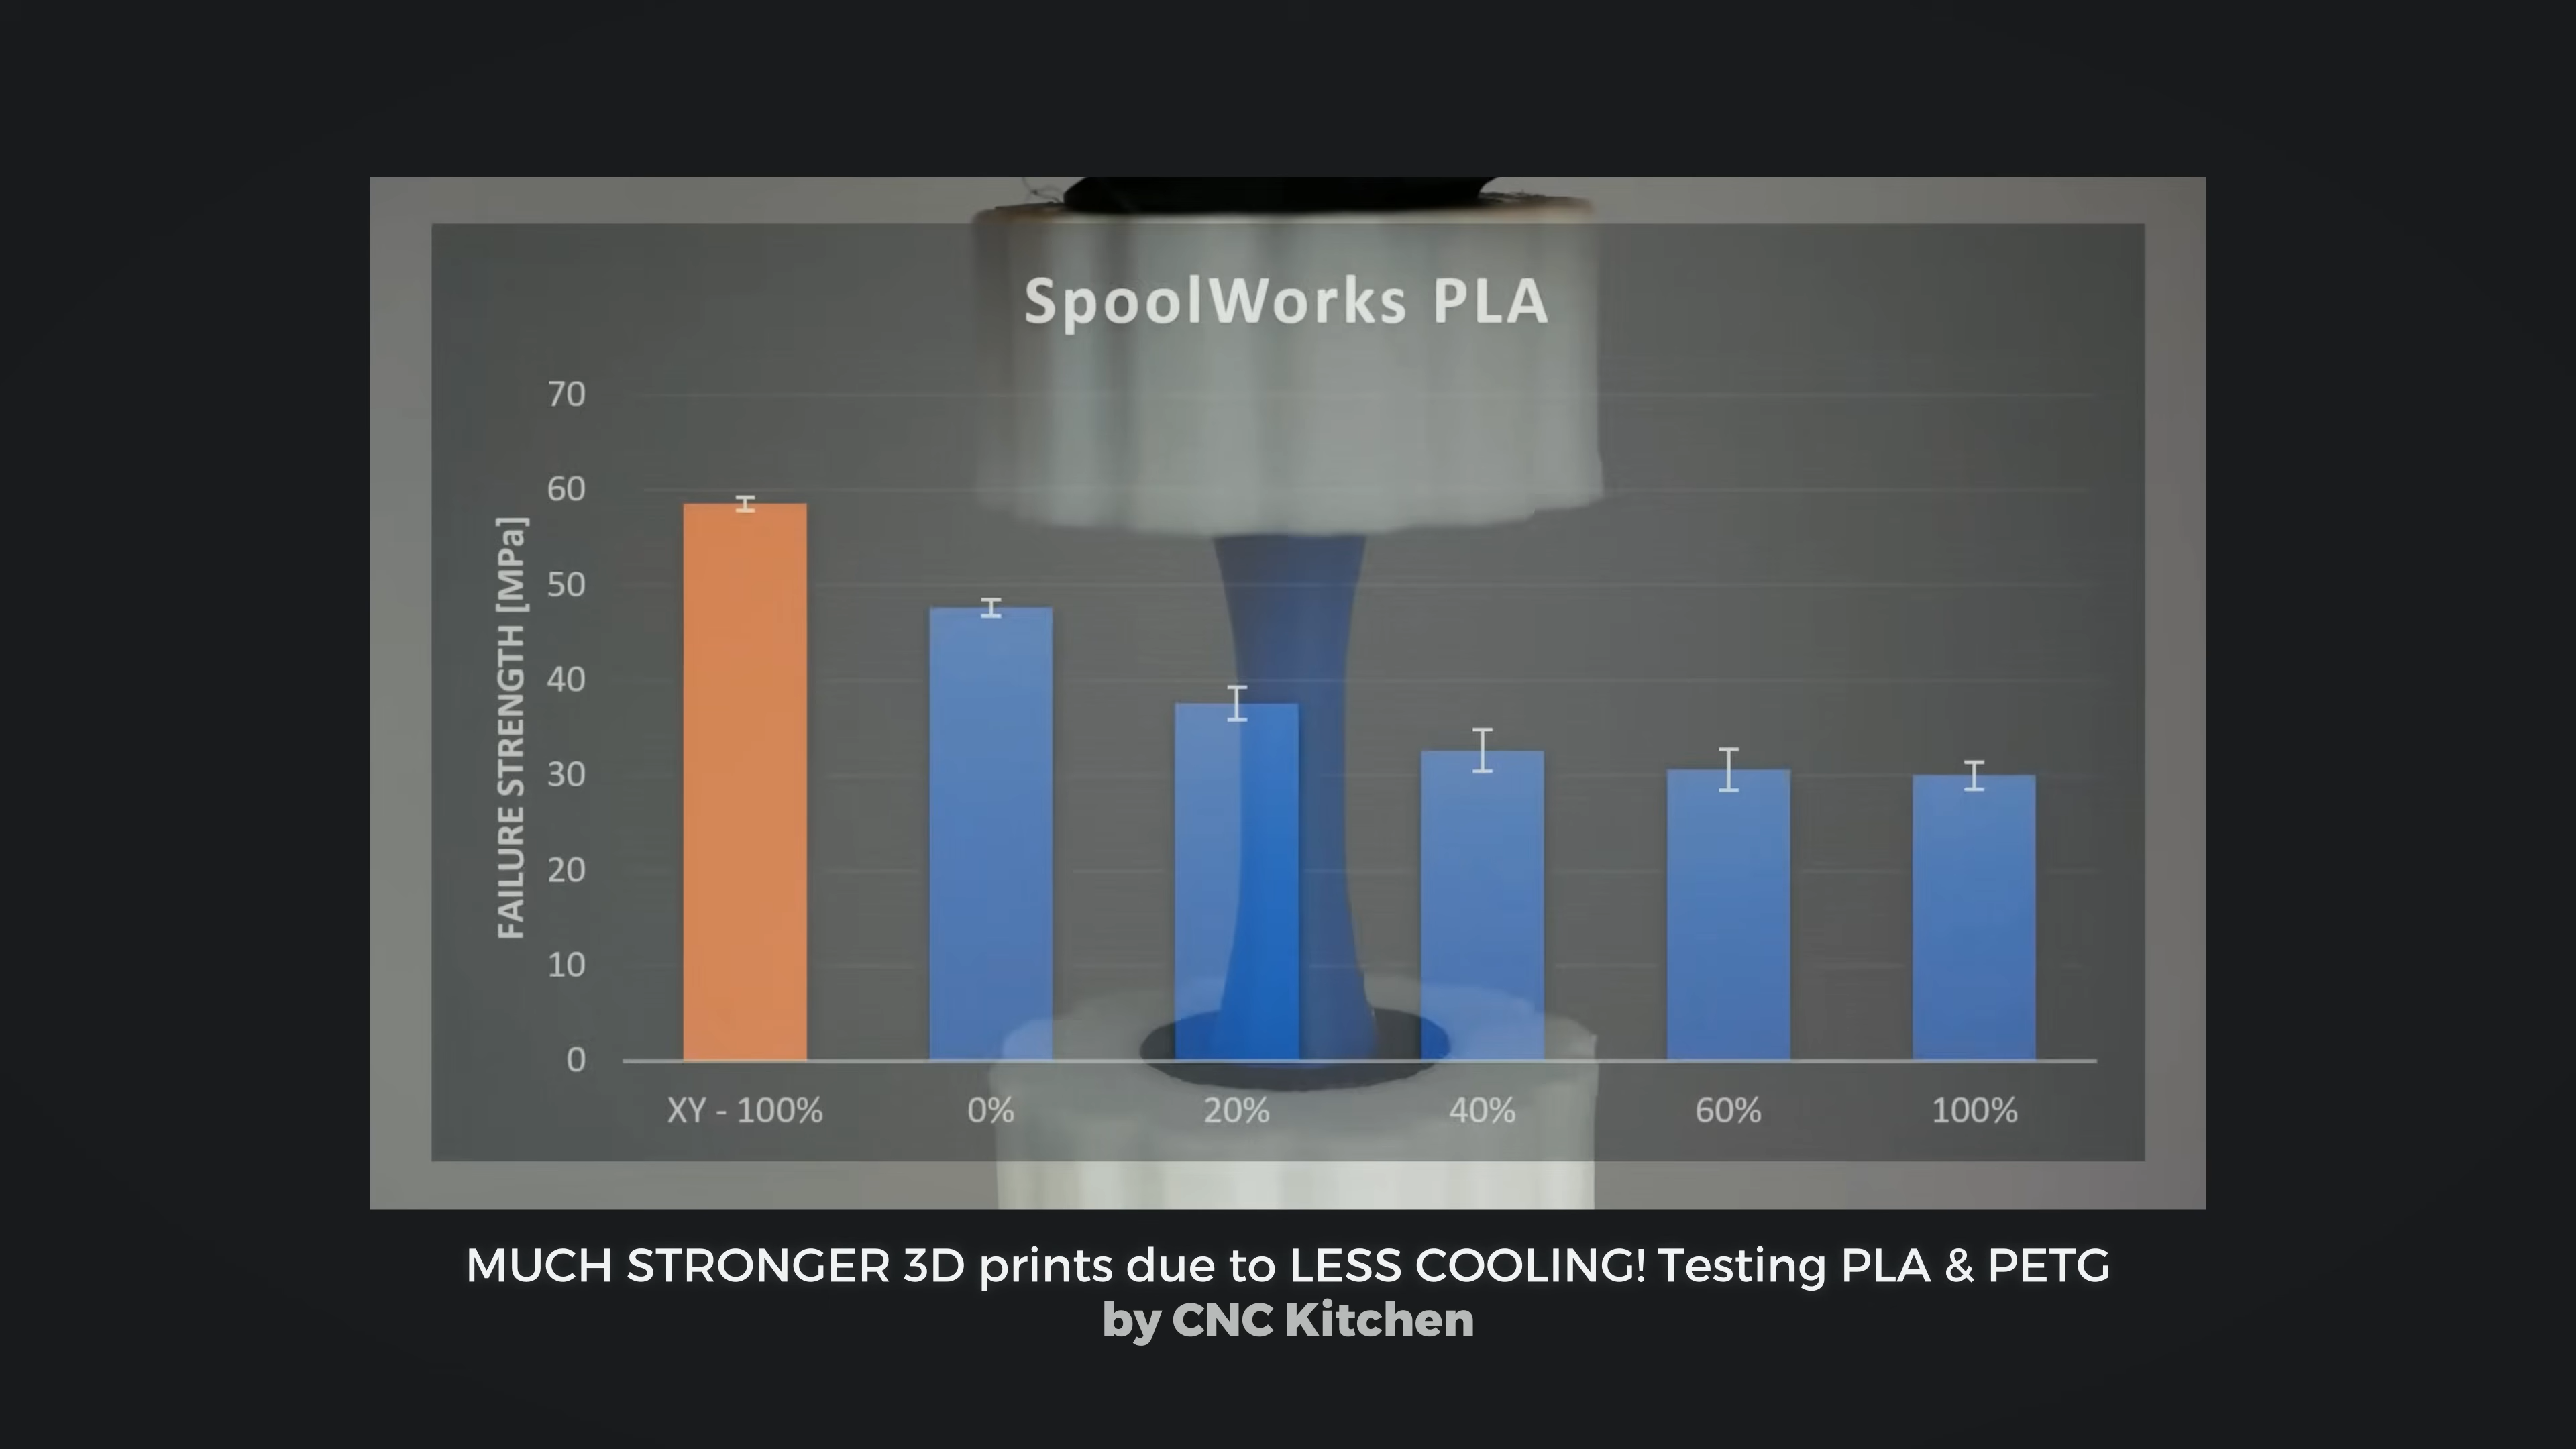 SpoolWorks PLA
FAILURE STRENGTH [MPa]
70
60
50
40
30
20
10
0
XY - 100% 0% 20% 40% 60% 100%
MUCH STRONGER 3D prints due to LESS COOLING! Testing PLA & PETG
by CNC Kitchen